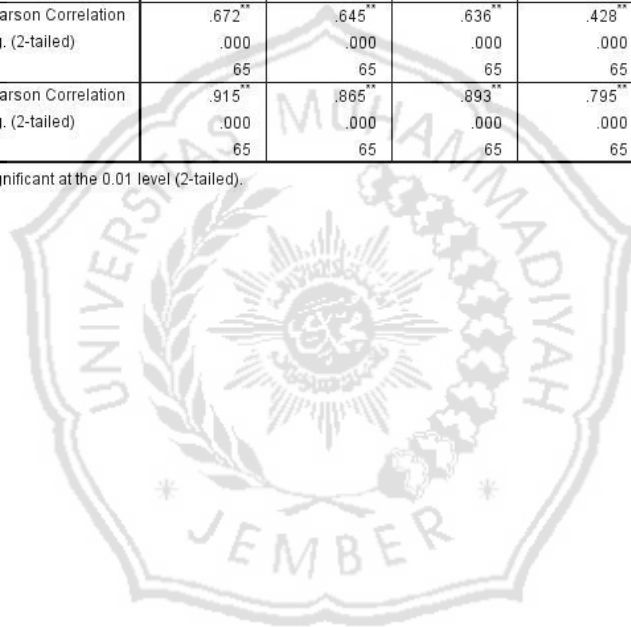 arson Correlation .672** .645** .636** .428**
. (2-tailed) .000 .000 .000 .000
65 65 65 65
arson Correlation .915** .865** .893** .795**
. (2-tailed) .000 .000 .000 .000
65 65 65 65
gnificant at the 0.01 level (2-tailed).
UNIVERSITAS MUHAMMADIYAH
JEMBER